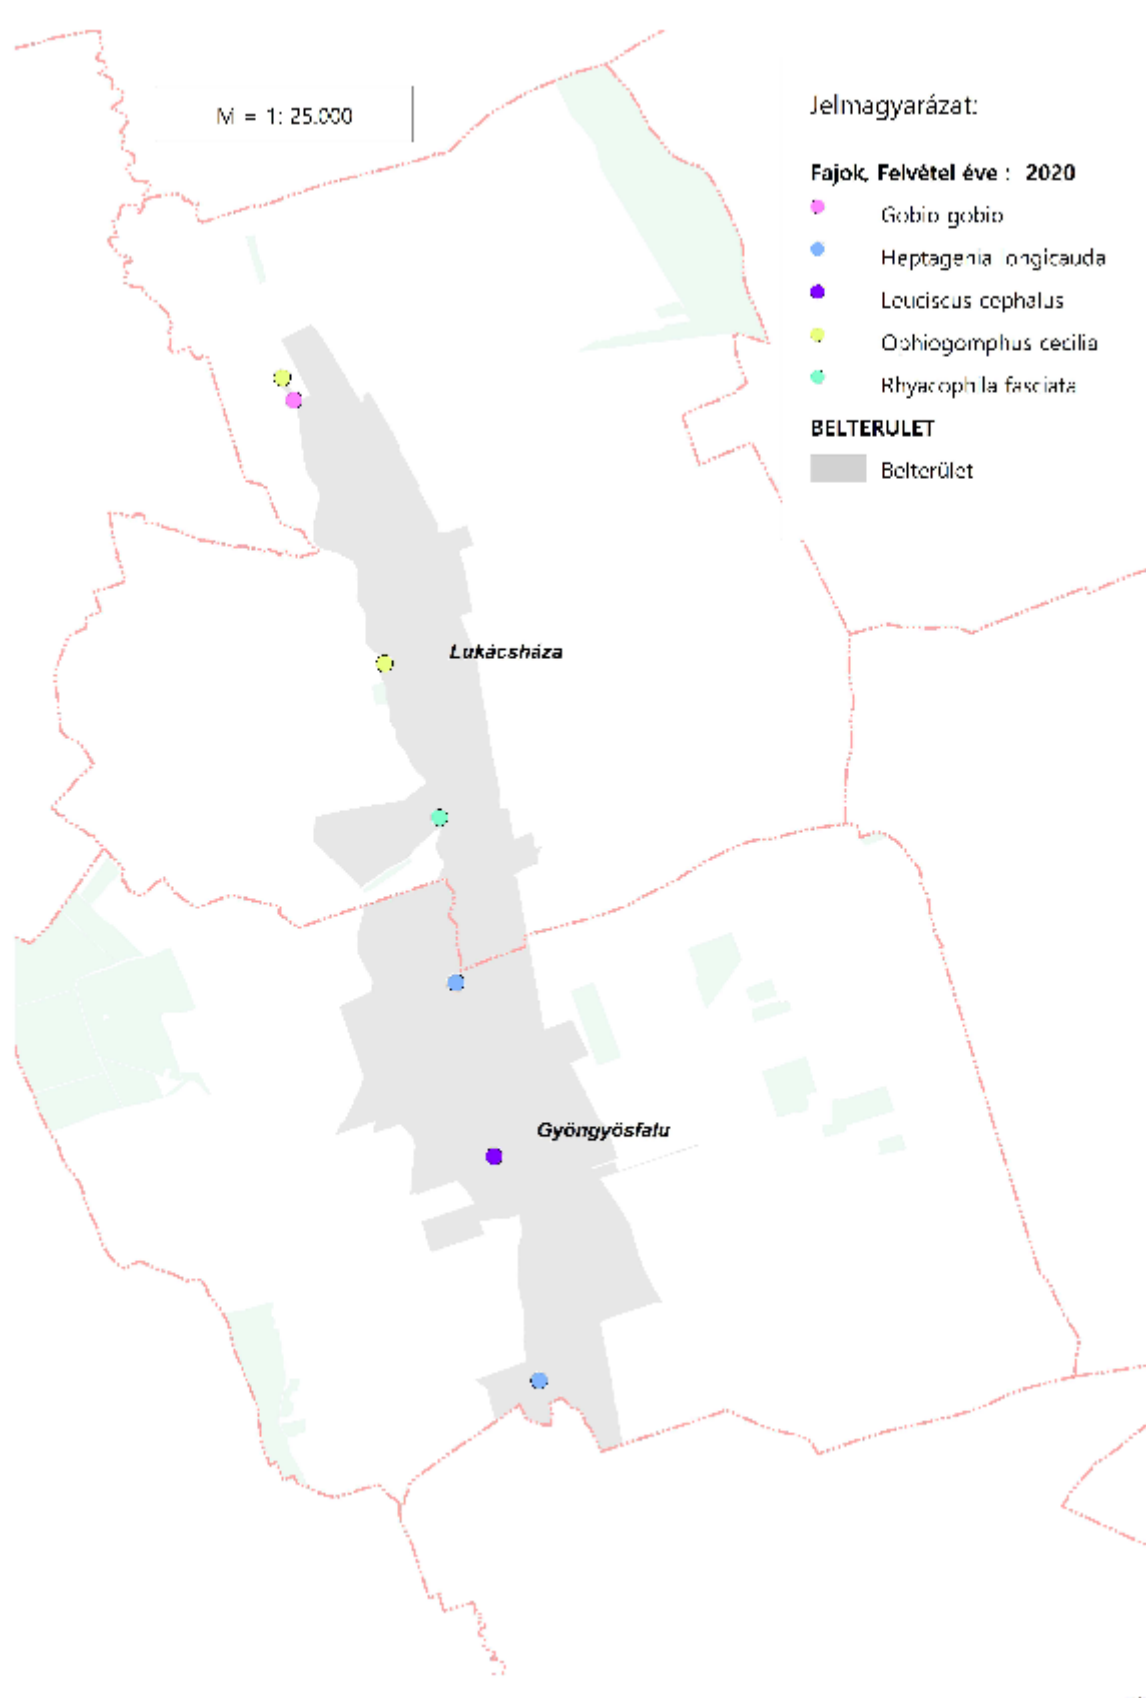 M = 1: 25.000
Jelmagyarázat:
Fajok, Felvétel éve : 2020
Gobio gobio
Heptagenia longicauda
Leuciscus cephalus
Ophiogomphus cecilia
Rhyacophila fasciata
BELTERÜLET
Belterület
Lukácsháza
Gyöngyösfalu